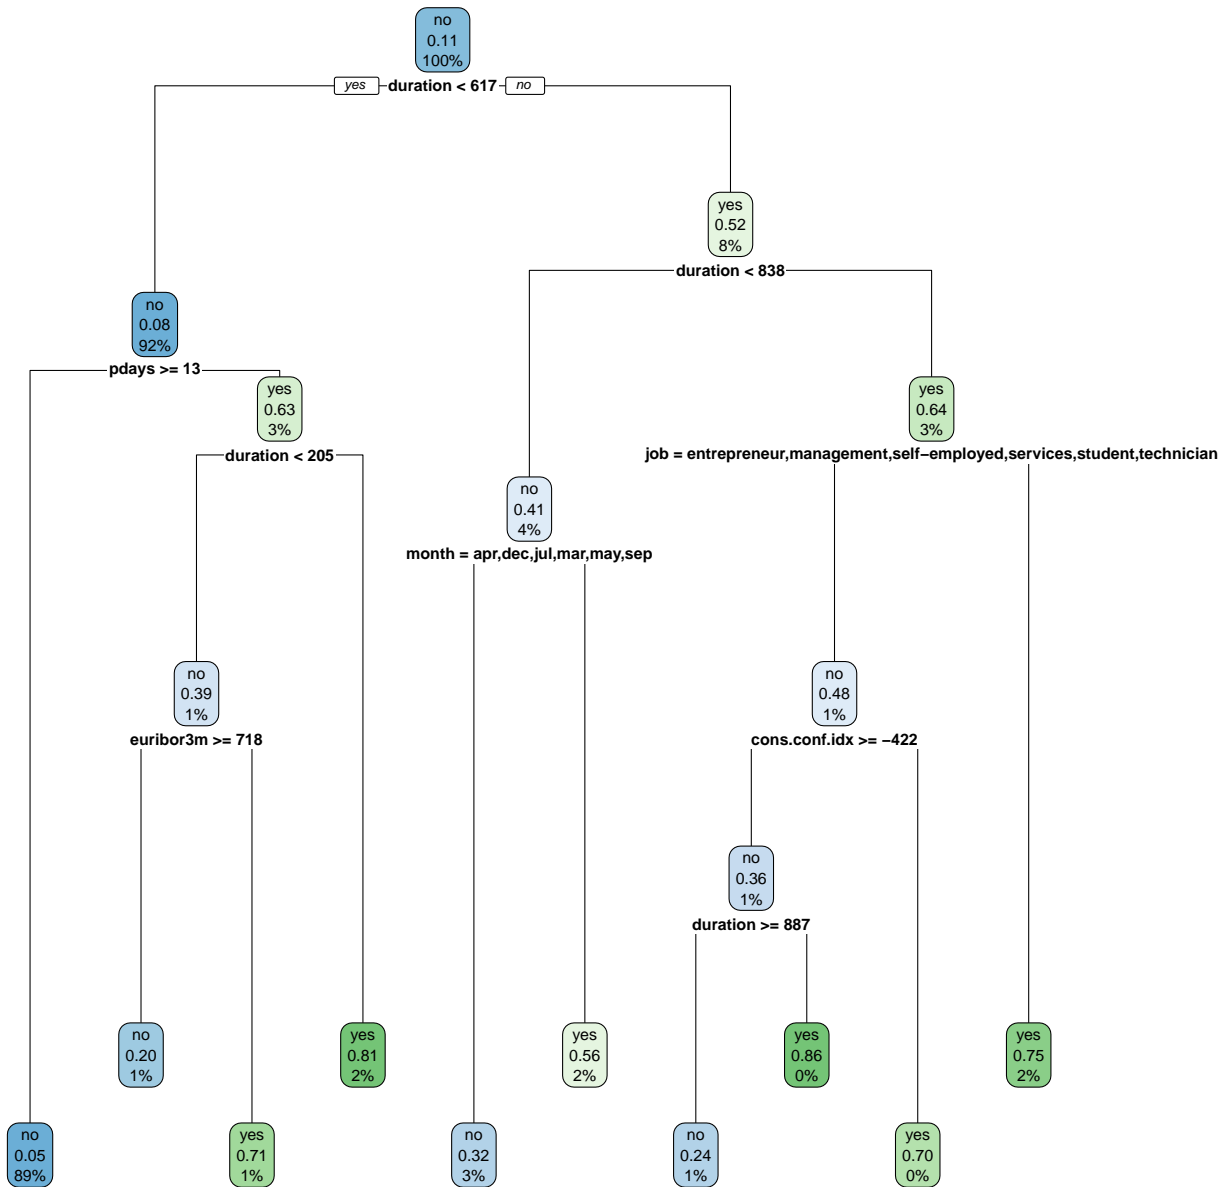 no
0.11
100%
yes duration < 617 no
yes
0.52
8%
duration < 838
no
0.08
92%
pdays >= 13
yes
0.63
3%
duration < 205
yes
0.64
3%
job = entrepreneur,management,self−employed,services,student,technician
no
0.41
4%
month = apr,dec,jul,mar,may,sep
no
0.39
1%
euribor3m >= 718
no
0.48
1%
cons.conf.idx >= −422
no
0.36
1%
duration >= 887
no
0.20
1%
yes
0.81
2%
yes
0.56
2%
yes
0.86
0%
yes
0.75
2%
no
0.05
89%
yes
0.71
1%
no
0.32
3%
no
0.24
1%
yes
0.70
0%